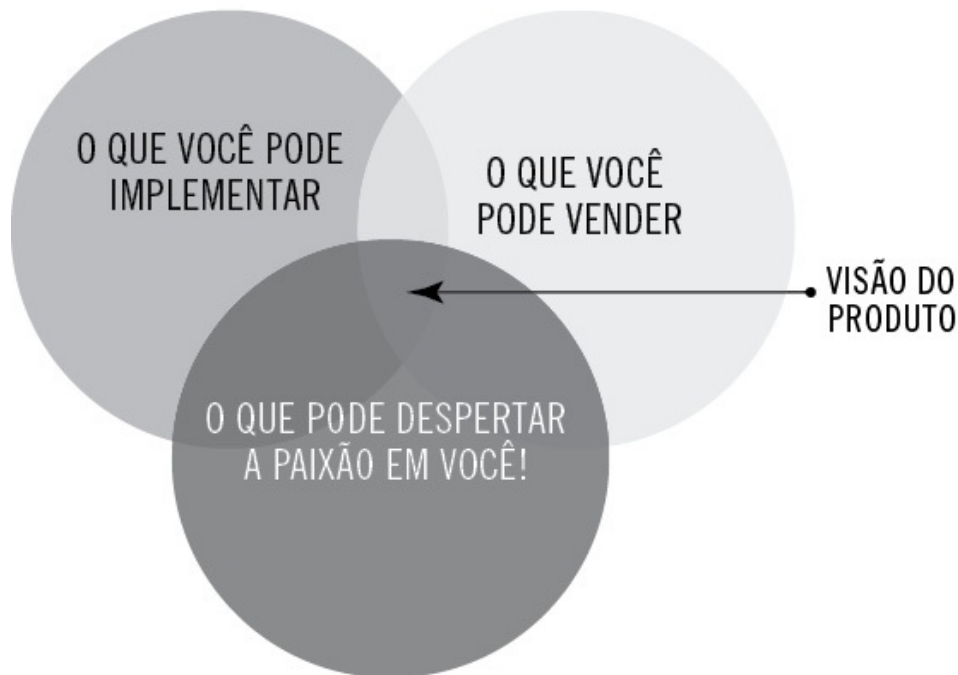 O QUE VOCÊ PODE
IMPLEMENTAR
O QUE VOCÊ
PODE VENDER
VISÃO DO
PRODUTO
O QUE PODE DESPERTAR
A PAIXÃO EM VOCÊ!